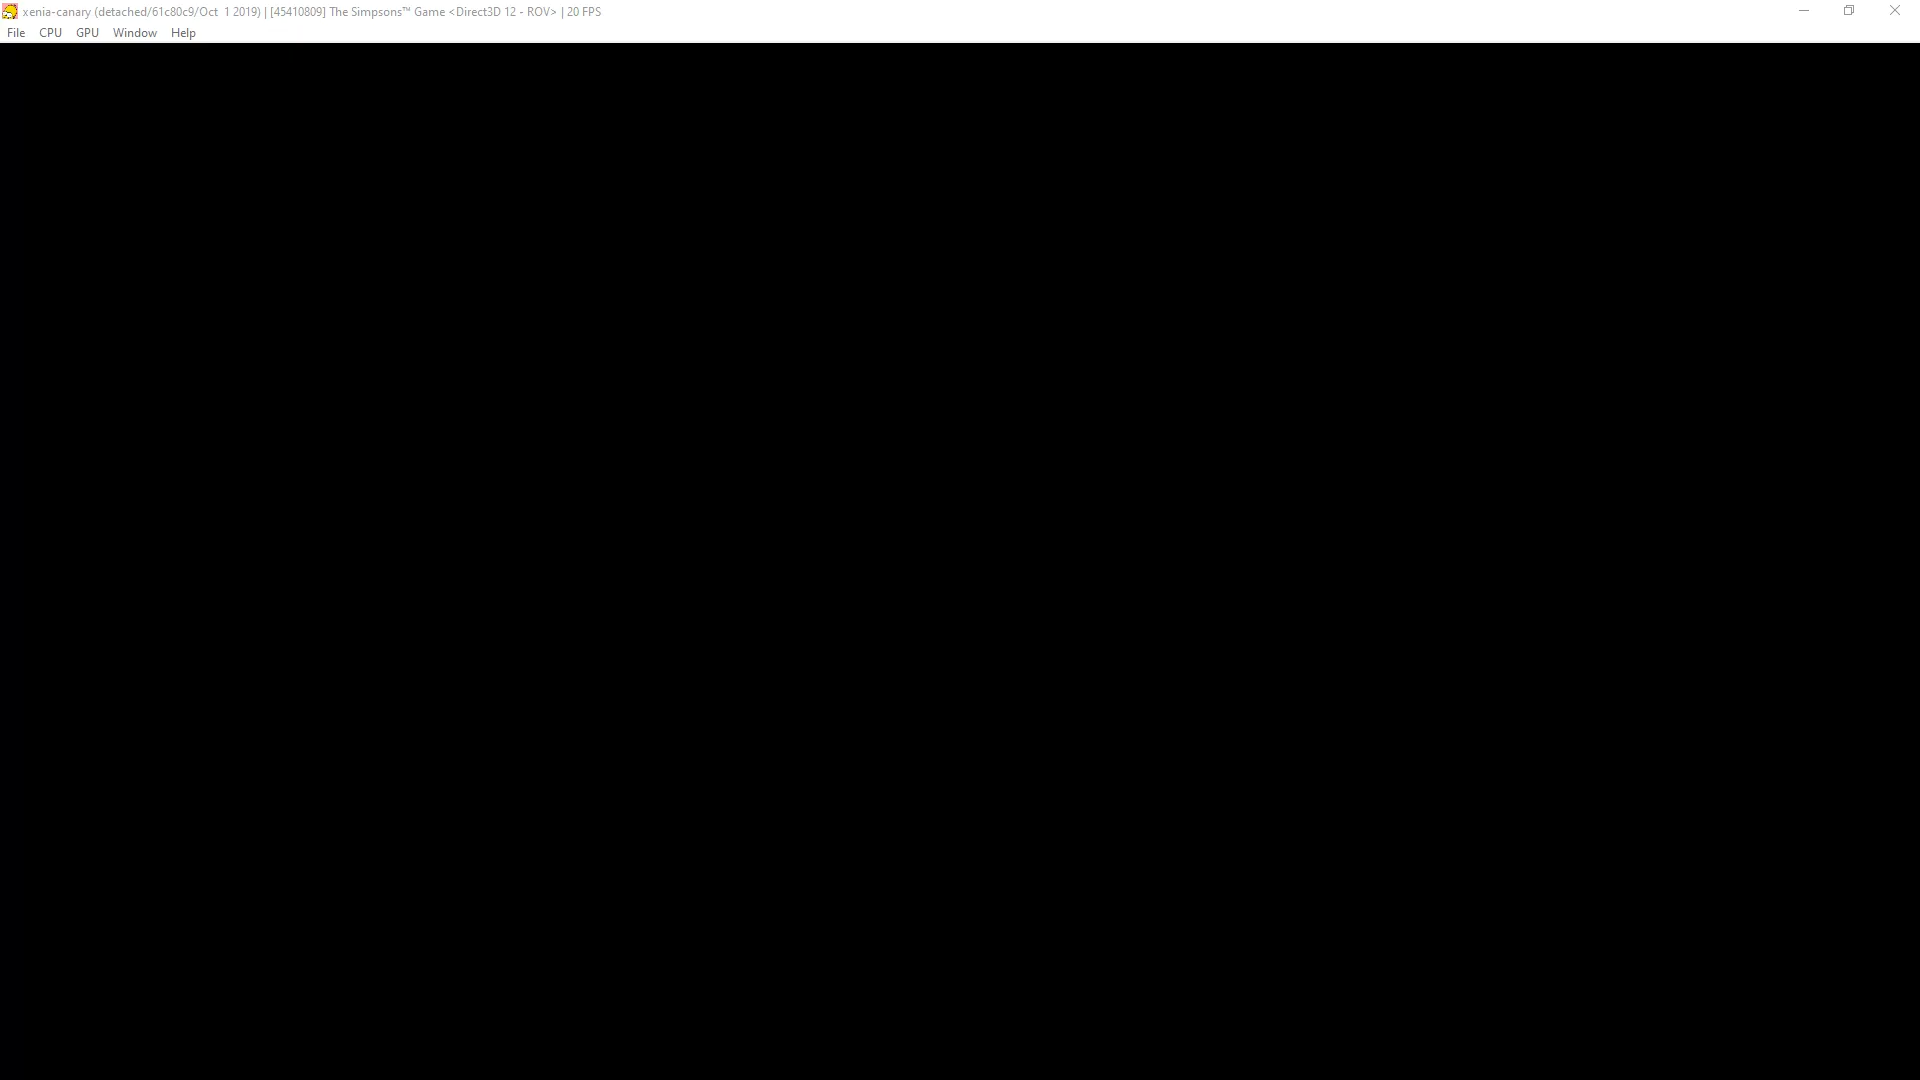 xenia-canary (detached/61c80c9/Oct  1 2019) | [45410809] The Simpsons™ Game <Direct3D 12 - ROV> | 20 FPS
File CPU GPU Window Help